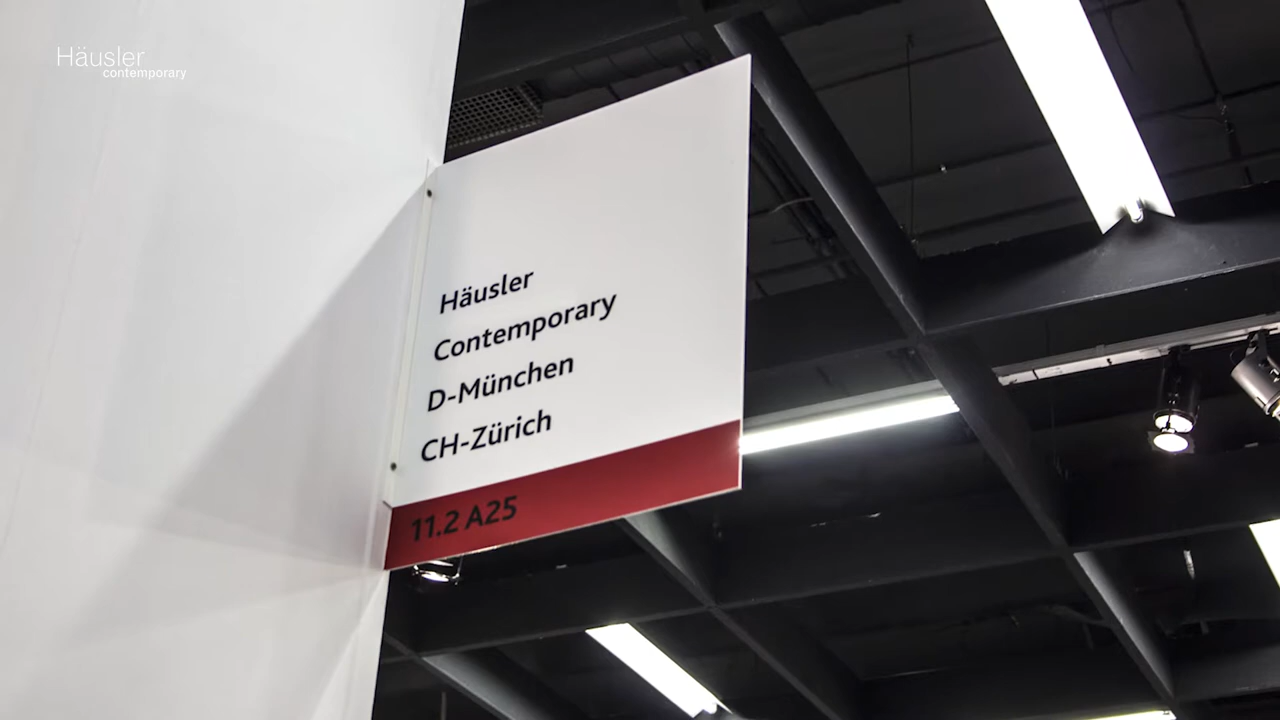 Häusler
contemporary
Häusler
Contemporary
D-München
CH-Zürich
11.2 A25